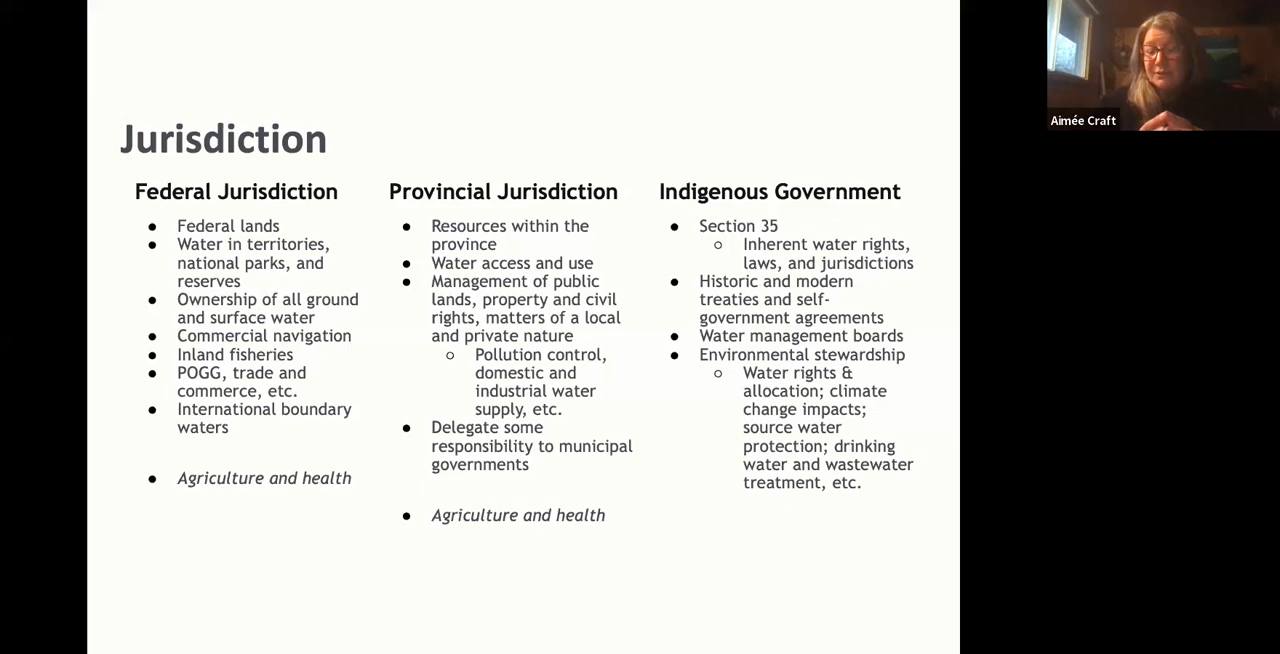 Jurisdiction
Federal Jurisdiction
● Federal lands
● Water in territories,
national parks, and
reserves
● Ownership of all ground
and surface water
● Commercial navigation
● Inland fisheries
● POGG, trade and
commerce, etc.
● International boundary
waters
● Agriculture and health
Provincial Jurisdiction
● Resources within the
province
● Water access and use
● Management of public
lands, property and civil
rights, matters of a local
and private nature
○ Pollution control,
domestic and
industrial water
supply, etc.
● Delegate some
responsibility to municipal
governments
● Agriculture and health
Indigenous Government
● Section 35
○ Inherent water rights,
laws, and jurisdictions
● Historic and modern
treaties and self-
government agreements
● Water management boards
● Environmental stewardship
○ Water rights &
allocation; climate
change impacts;
source water
protection; drinking
water and wastewater
treatment, etc.
Aimée Craft